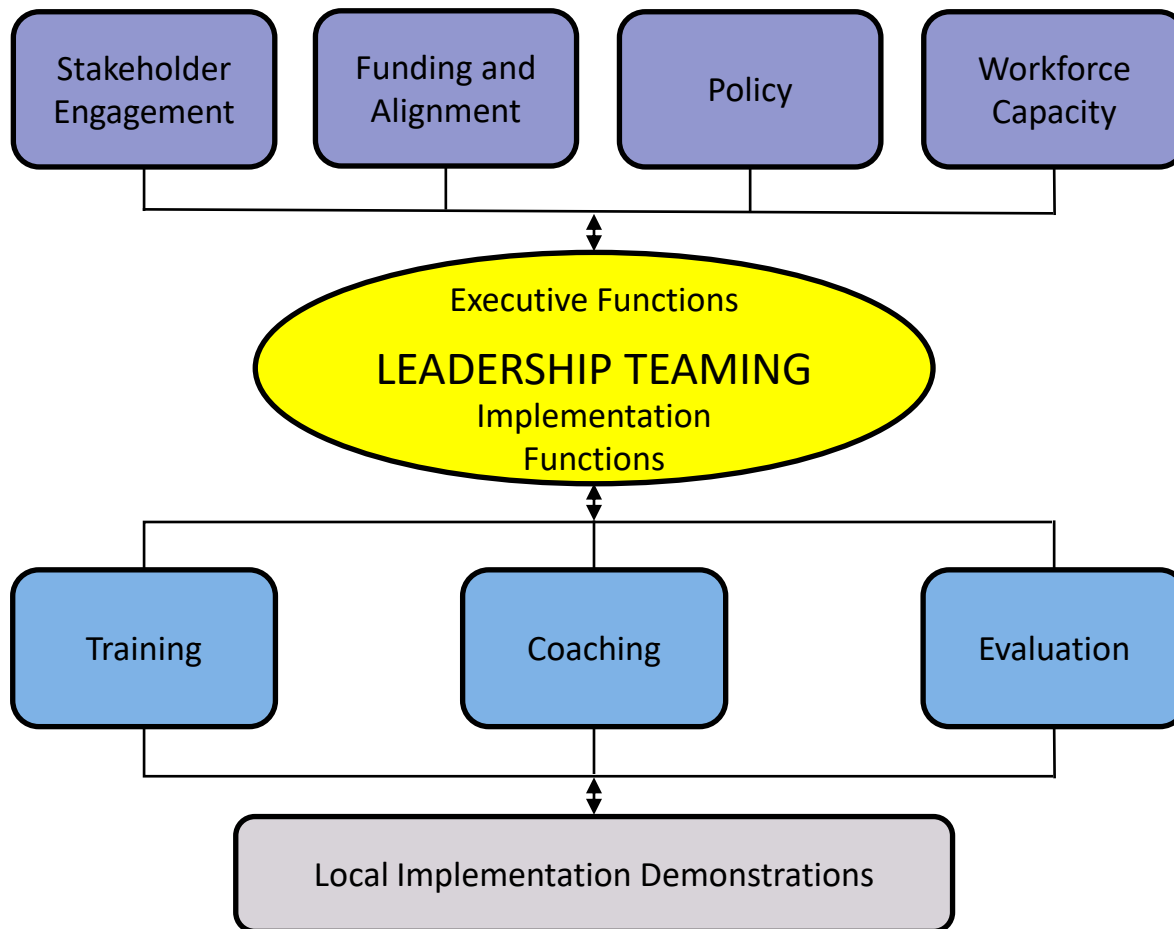 Stakeholder
Engagement
Funding and
Alignment
Policy
Workforce
Capacity
Executive Functions
LEADERSHIP TEAMING
Implementation
Functions
Training
Coaching
Evaluation
Local Implementation Demonstrations